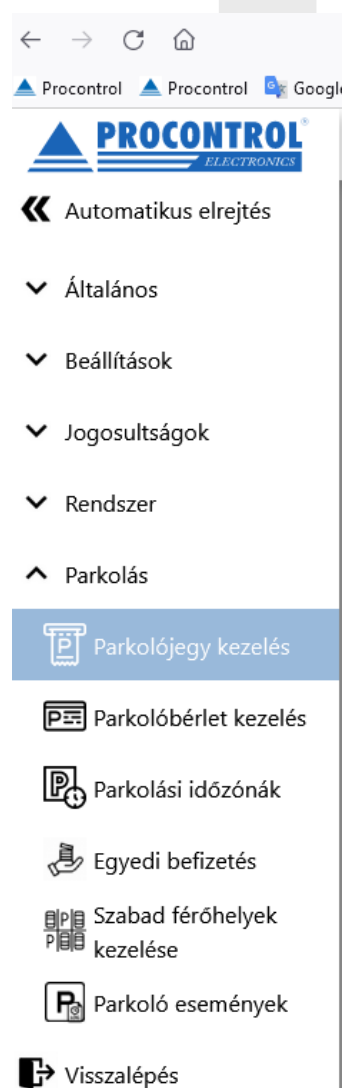 Procontrol Procontrol Google
PROCONTROL®
ELECTRONICS
Automatikus elrejtés
Általános
Beállítások
Jogosultságok
Rendszer
Parkolás
Parkolójegy kezelés
Parkolóbérlet kezelés
Parkolási időzónák
Egyedi befizetés
Szabad férőhelyek
kezelése
Parkoló események
Visszalépés